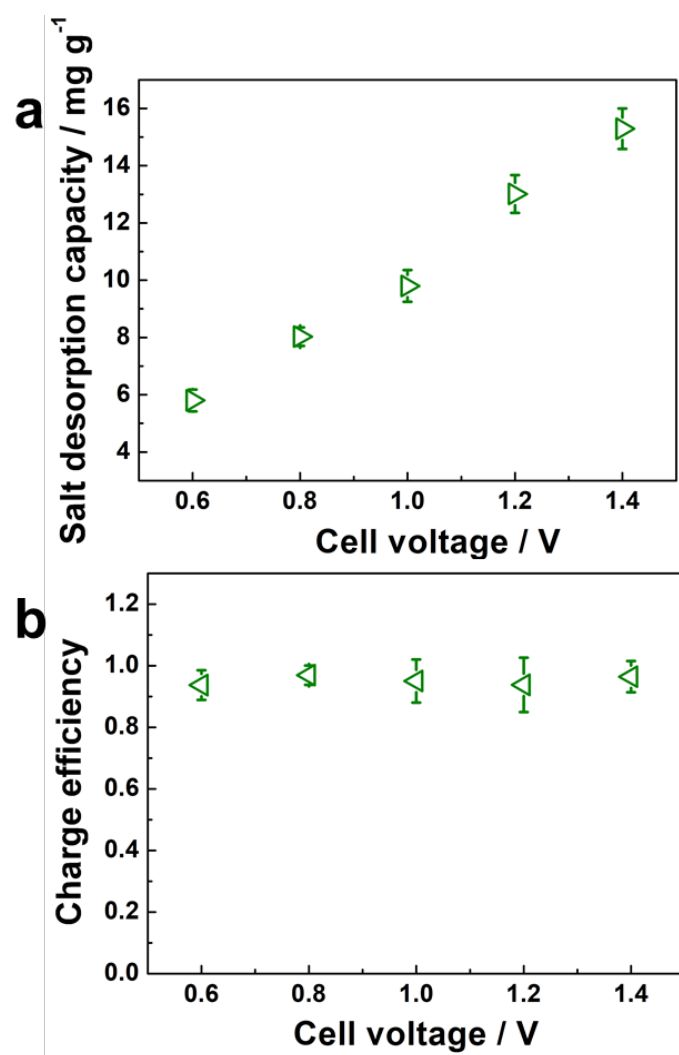 a
Salt desorption capacity / mg g⁻¹
16
14
12
10
8
6
4
0.6 0.8 1.0 1.2 1.4
Cell voltage / V
b
Charge efficiency
1.2
1.0
0.8
0.6
0.4
0.2
0.0
0.6 0.8 1.0 1.2 1.4
Cell voltage / V